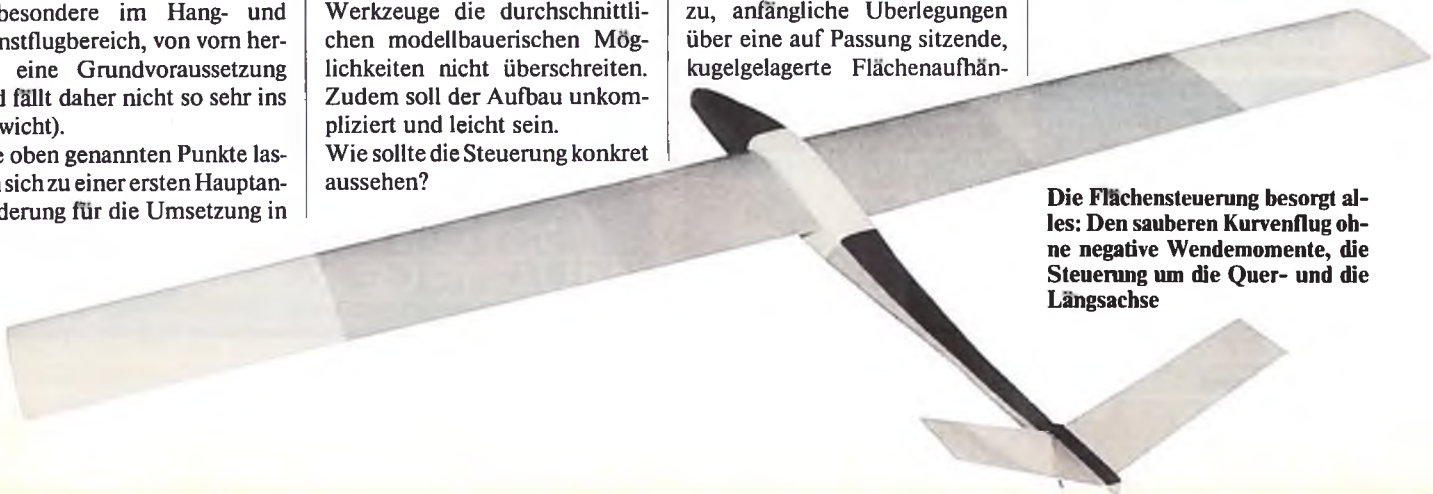 besondere im Hang- und
nstflugbereich, von vorn her-
eine Grundvoraussetzung
d fällt daher nicht so sehr ins
wicht).
e oben genannten Punkte las-
sich zu einer ersten Hauptan-
derung für die Umsetzung in
Werkzeuge die durchschnittli-
chen modellbauerischen Mög-
lichkeiten nicht überschreiten.
Zudem soll der Aufbau unkom-
pliziert und leicht sein.
Wie sollte die Steuerung konkret
aussehen?
zu, anfängliche Überlegungen
über eine auf Passung sitzende,
kugelgelagerte Flächenaufhän-
Die Flächensteuerung besorgt al-
les: Den sauberen Kurvenflug oh-
ne negative Wendemomente, die
Steuerung um die Quer- und die
Längsachse